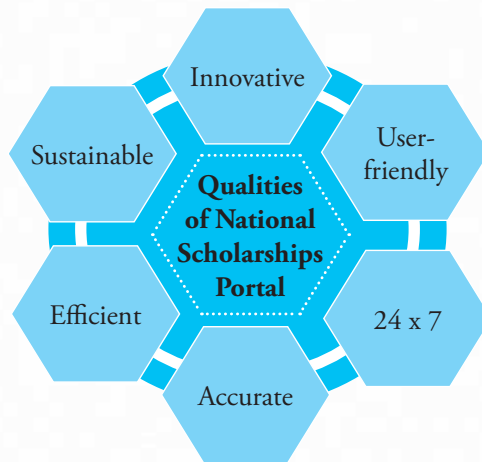 Innovative
User-
friendly
24 x 7
Accurate
Efficient
Sustainable
Qualities
of National
Scholarships
Portal